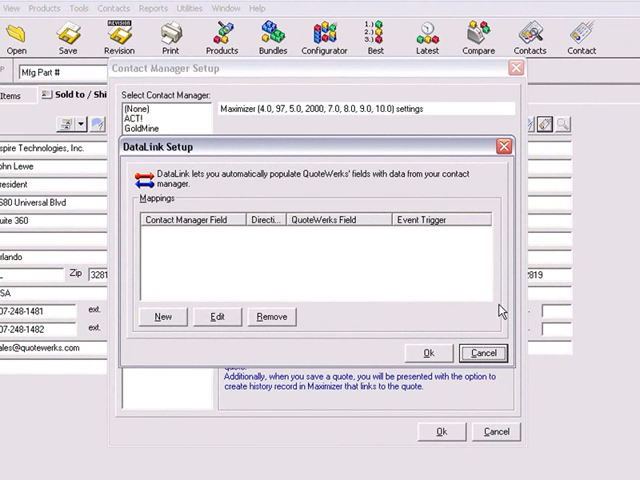 View Products Tools Contacts Reports Utilities Window Help
Open Save Revision Print Products Bundles Configurator Best Latest Compare Contacts Contact
REVISION
1.)
2.)
3.)
P Mfg Part #
Contact Manager Setup
Items Sold to / Shi
Select Contact Manager:
(None)
ACT!
GoldMine
Maximizer (4.0, 97, 5.0, 2000, 7.0, 8.0, 9.0, 10.0) settings
DataLink Setup
DataLink lets you automatically populate QuoteWerks' fields with data from your contact
manager.
Mappings
Contact Manager Field Directi... QuoteWerks Field Event Trigger
New Edit Remove
Ok Cancel
spire Technologies, Inc.
ohn Lewe
resident
680 Universal Blvd
uite 360
rlando
L Zip 3281
2819
SA
07-248-1481 ext.
07-248-1482 ext.
ales@quotewerks.com
quote.
Additionally, when you save a quote, you will be presented with the option to
create history record in Maximizer that links to the quote.
Ok Cancel